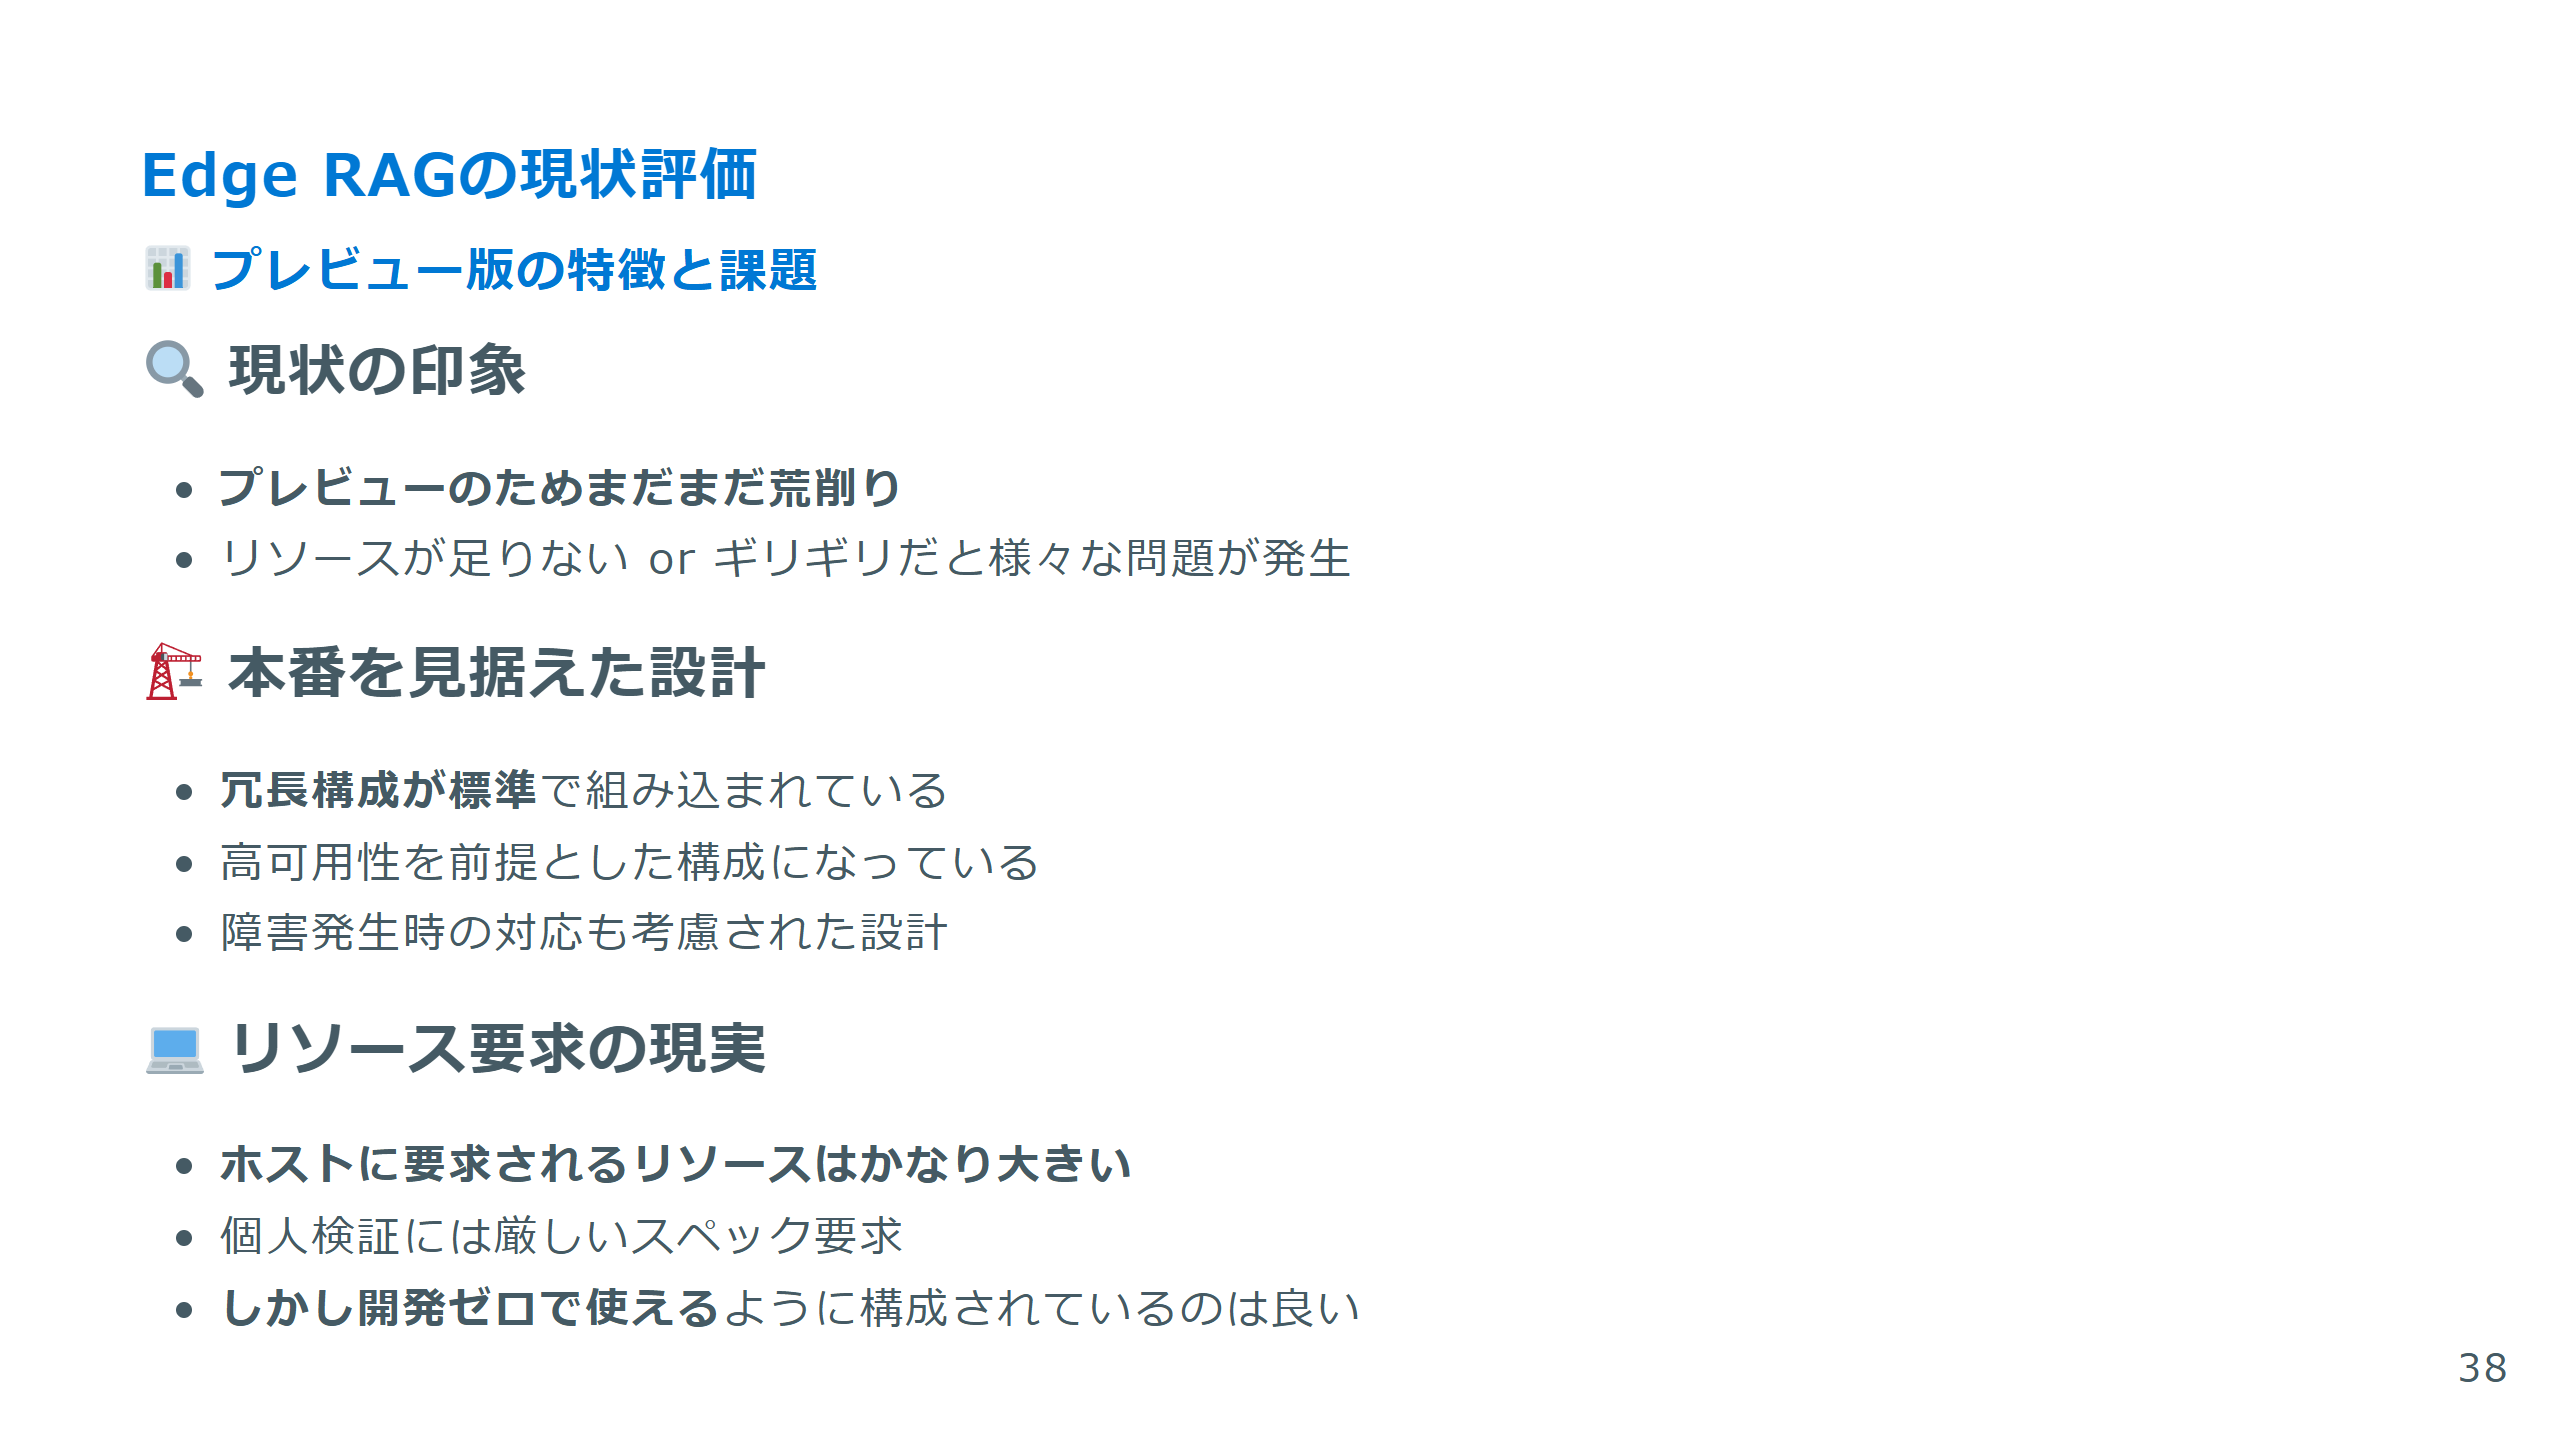 Edge RAGの現状評価
プレビュー版の特徴と課題
現状の印象
プレビューのためまだまだ荒削り
リソースが足りない or ギリギリだと様々な問題が発生
本番を見据えた設計
冗長構成が標準で組み込まれている
高可用性を前提とした構成になっている
障害発生時の対応も考慮された設計
リソース要求の現実
ホストに要求されるリソースはかなり大きい
個人検証には厳しいスペック要求
しかし開発ゼロで使えるように構成されているのは良い
38